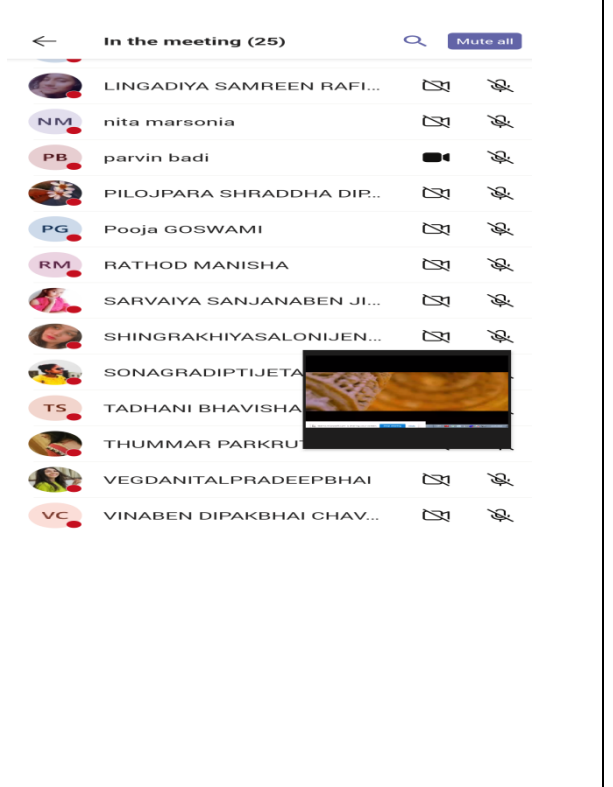 In the meeting (25) Mute all
LINGADIYA SAMREEN RAFI...
NM nita marsonia
PB parvin badi
PILOJPARA SHRADDHA DIP...
PG Pooja GOSWAMI
RM RATHOD MANISHA
SARVAIYA SANJANABEN JI...
SHINGRAKHIYASALONIJEN...
SONAGRADIPTIJETA
TS TADHANI BHAVISHA
THUMMAR PARKRU
VEGDANITALPRADEEPBHAI
VC VINABEN DIPAKBHAI CHAV...